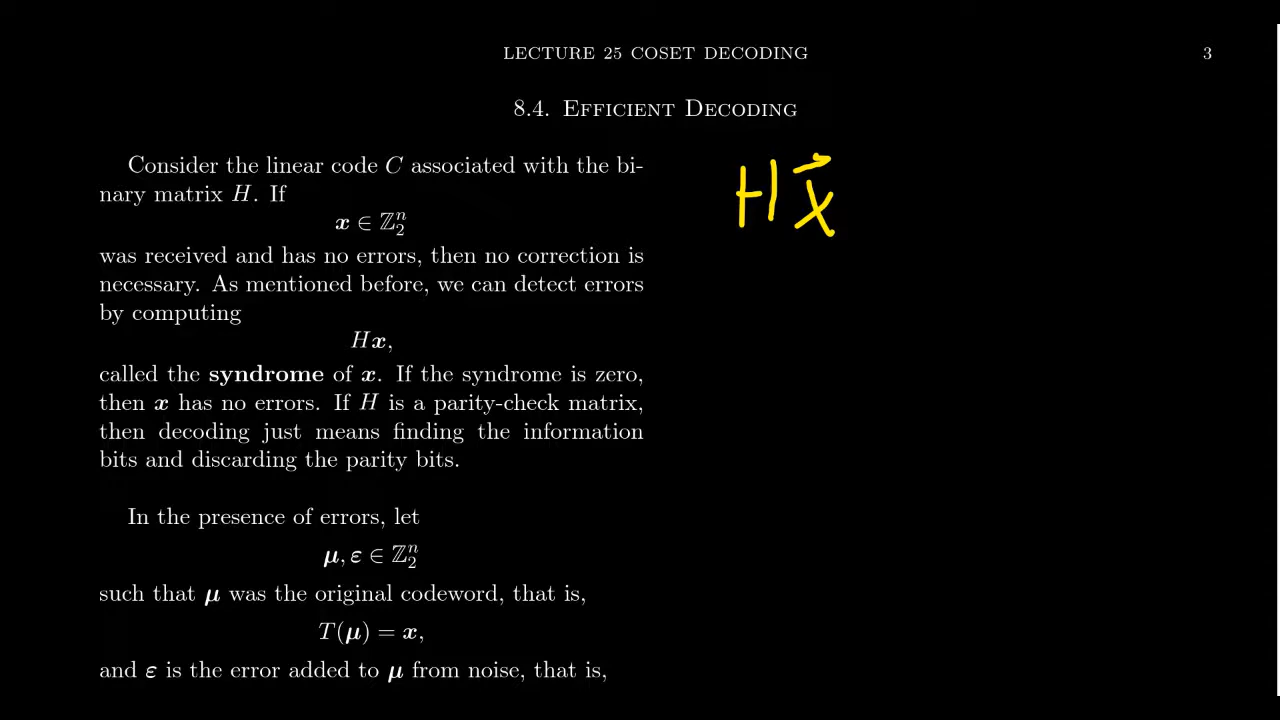 LECTURE 25 COSET DECODING 3
8.4. Efficient Decoding
Consider the linear code C associated with the bi-
nary matrix H. If
x ∈ ℤ₂ⁿ
was received and has no errors, then no correction is
necessary. As mentioned before, we can detect errors
by computing
Hx,
called the syndrome of x. If the syndrome is zero,
then x has no errors. If H is a parity-check matrix,
then decoding just means finding the information
bits and discarding the parity bits.
In the presence of errors, let
μ, ε ∈ ℤ₂ⁿ
such that μ was the original codeword, that is,
T(μ) = x,
and ε is the error added to μ from noise, that is,
Hx⃗